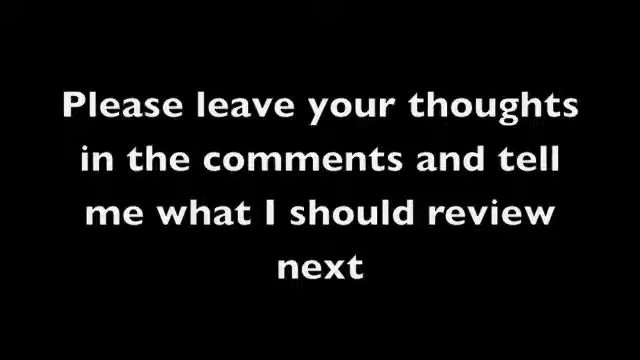 Please leave your thoughts
in the comments and tell
me what I should review
next